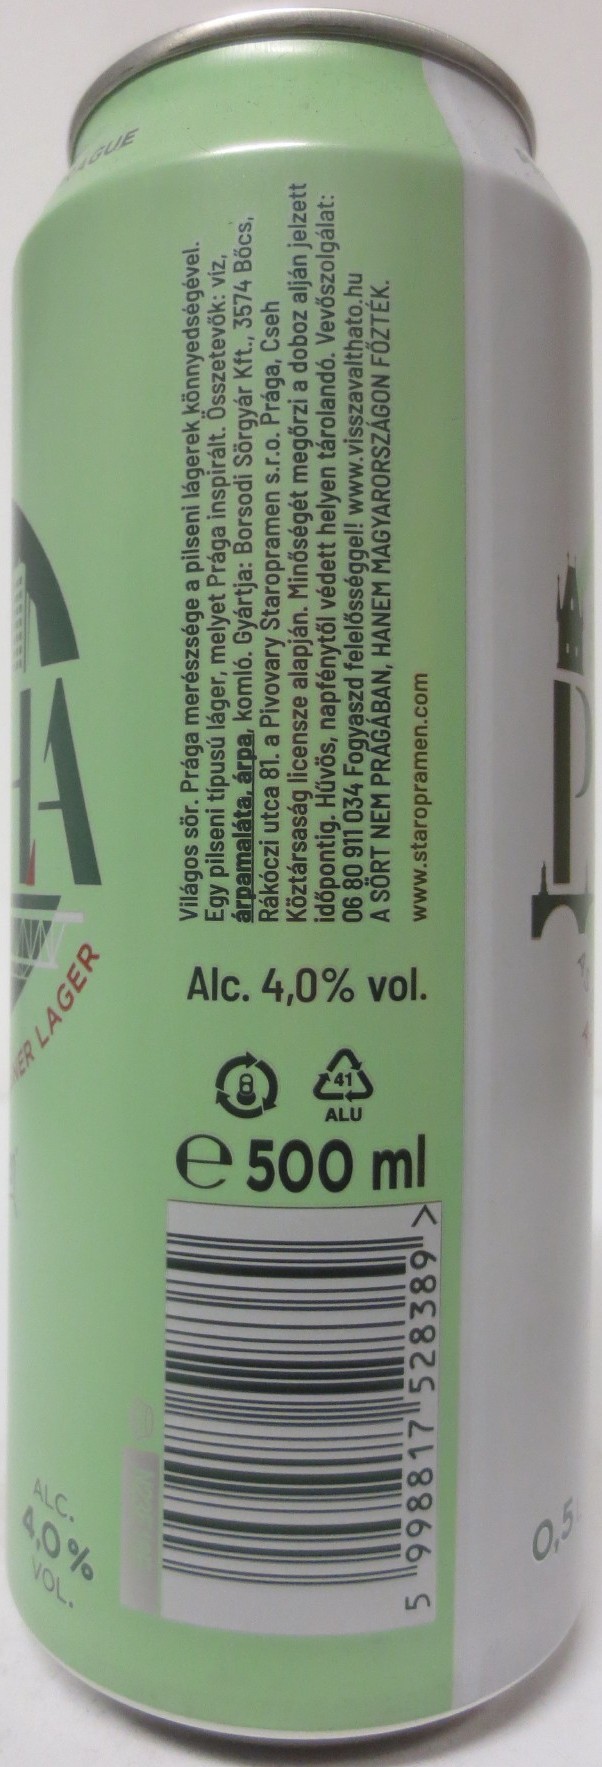 Világos sör. Prága merészsége a pilseni lágerek könnyedségével.
Egy pilseni típusú láger, melyet Prága inspirált. Összetevők: víz,
árpamaláta, árpa, komló. Gyártja: Borsodi Sörgyár Kft., 3574 Bőcs,
Rákóczi utca 81. a Pivovary Staropramen s.r.o. Prága, Cseh
Köztársaság licensze alapján. Minőségét megőrzi a doboz alján jelzett
időpontig. Hűvös, napfénytől védett helyen tárolandó. Vevőszolgálat:
06 80 911 034 Fogyaszd felelősséggel! www.visszavalthato.hu
A SÖRT NEM PRÁGÁBAN, HANEM MAGYARORSZÁGON FŐZTÉK.
www.staropramen.com
Alc. 4,0% vol.
41
ALU
e 500 ml
5 998817 528389 >
LAGER
ALC.
4,0%
VOL.
0,5